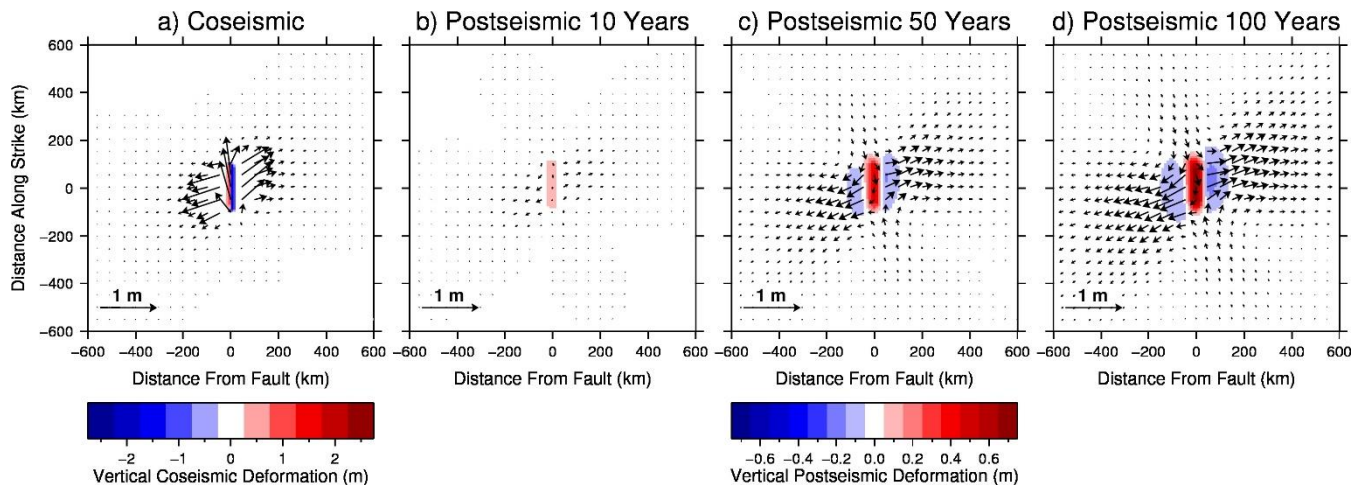 a) Coseismic
b) Postseismic 10 Years
c) Postseismic 50 Years
d) Postseismic 100 Years
Distance Along Strike (km)
600
400
200
0
−200
−400
−600
1 m
1 m
1 m
1 m
−600 −400 −200 0 200 400 600
−600 −400 −200 0 200 400 600
−600 −400 −200 0 200 400 600
−600 −400 −200 0 200 400 600
Distance From Fault (km)
Distance From Fault (km)
Distance From Fault (km)
Distance From Fault (km)
−2 −1 0 1 2
Vertical Coseismic Deformation (m)
−0.6 −0.4 −0.2 0.0 0.2 0.4 0.6
Vertical Postseismic Deformation (m)